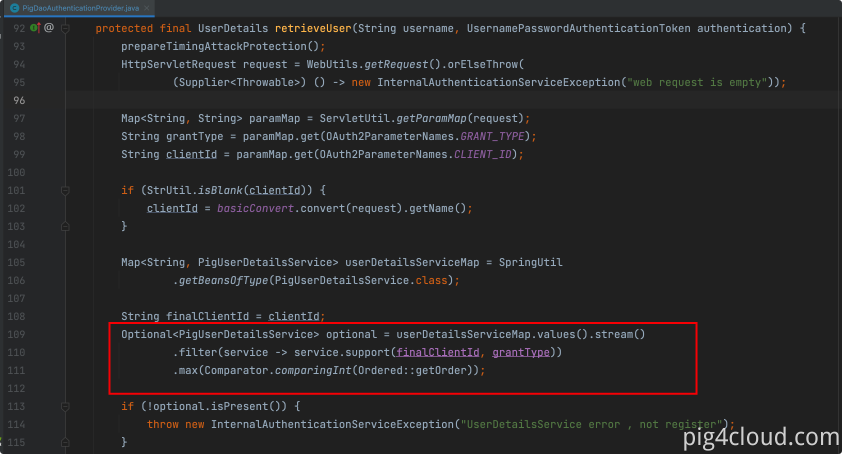 PigDaoAuthenticationProvider.java ×
92 @ protected final UserDetails retrieveUser(String username, UsernamePasswordAuthenticationToken authentication) {
93 prepareTimingAttackProtection();
94 HttpServletRequest request = WebUtils.getRequest().orElseThrow(
95 (Supplier<Throwable>) () -> new InternalAuthenticationServiceException("web request is empty"));
96
97 Map<String, String> paramMap = ServletUtil.getParamMap(request);
98 String grantType = paramMap.get(OAuth2ParameterNames.GRANT_TYPE);
99 String clientId = paramMap.get(OAuth2ParameterNames.CLIENT_ID);
100
101 if (StrUtil.isBlank(clientId)) {
102 clientId = basicConvert.convert(request).getName();
103 }
104
105 Map<String, PigUserDetailsService> userDetailsServiceMap = SpringUtil
106 .getBeansOfType(PigUserDetailsService.class);
107
108 String finalClientId = clientId;
109 Optional<PigUserDetailsService> optional = userDetailsServiceMap.values().stream()
110 .filter(service -> service.support(finalClientId, grantType))
111 .max(Comparator.comparingInt(Ordered::getOrder));
112
113 if (!optional.isPresent()) {
114 throw new InternalAuthenticationServiceException("UserDetailsService error , not register");
115 }
pig4cloud.com